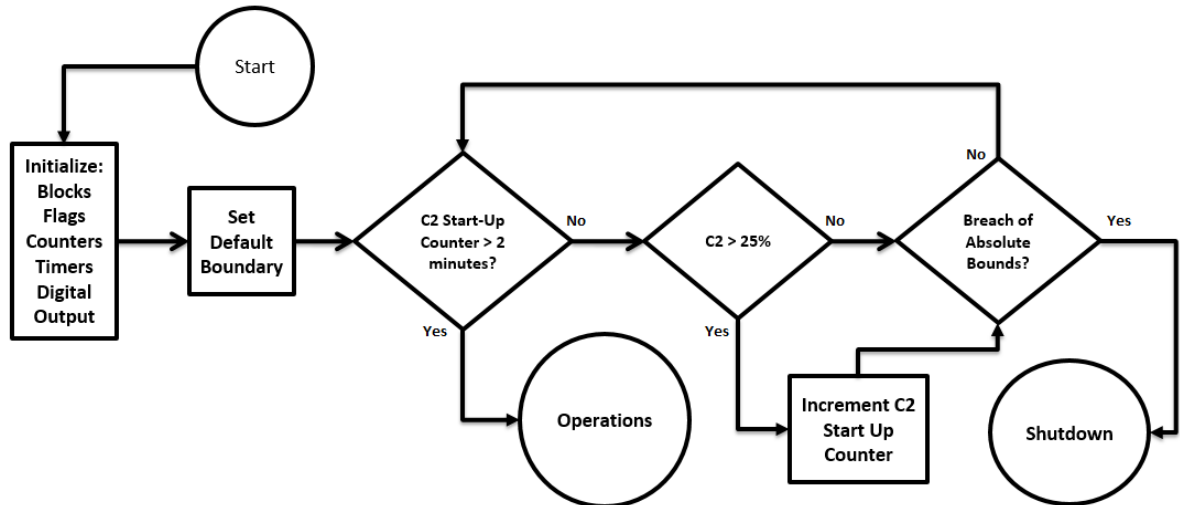 Start
Initialize:
Blocks
Flags
Counters
Timers
Digital
Output
Set
Default
Boundary
C2 Start-Up
Counter > 2
minutes?
No
Yes
C2 > 25%
No
Yes
Breach of
Absolute
Bounds?
No
Yes
Operations
Increment C2
Start Up
Counter
Shutdown